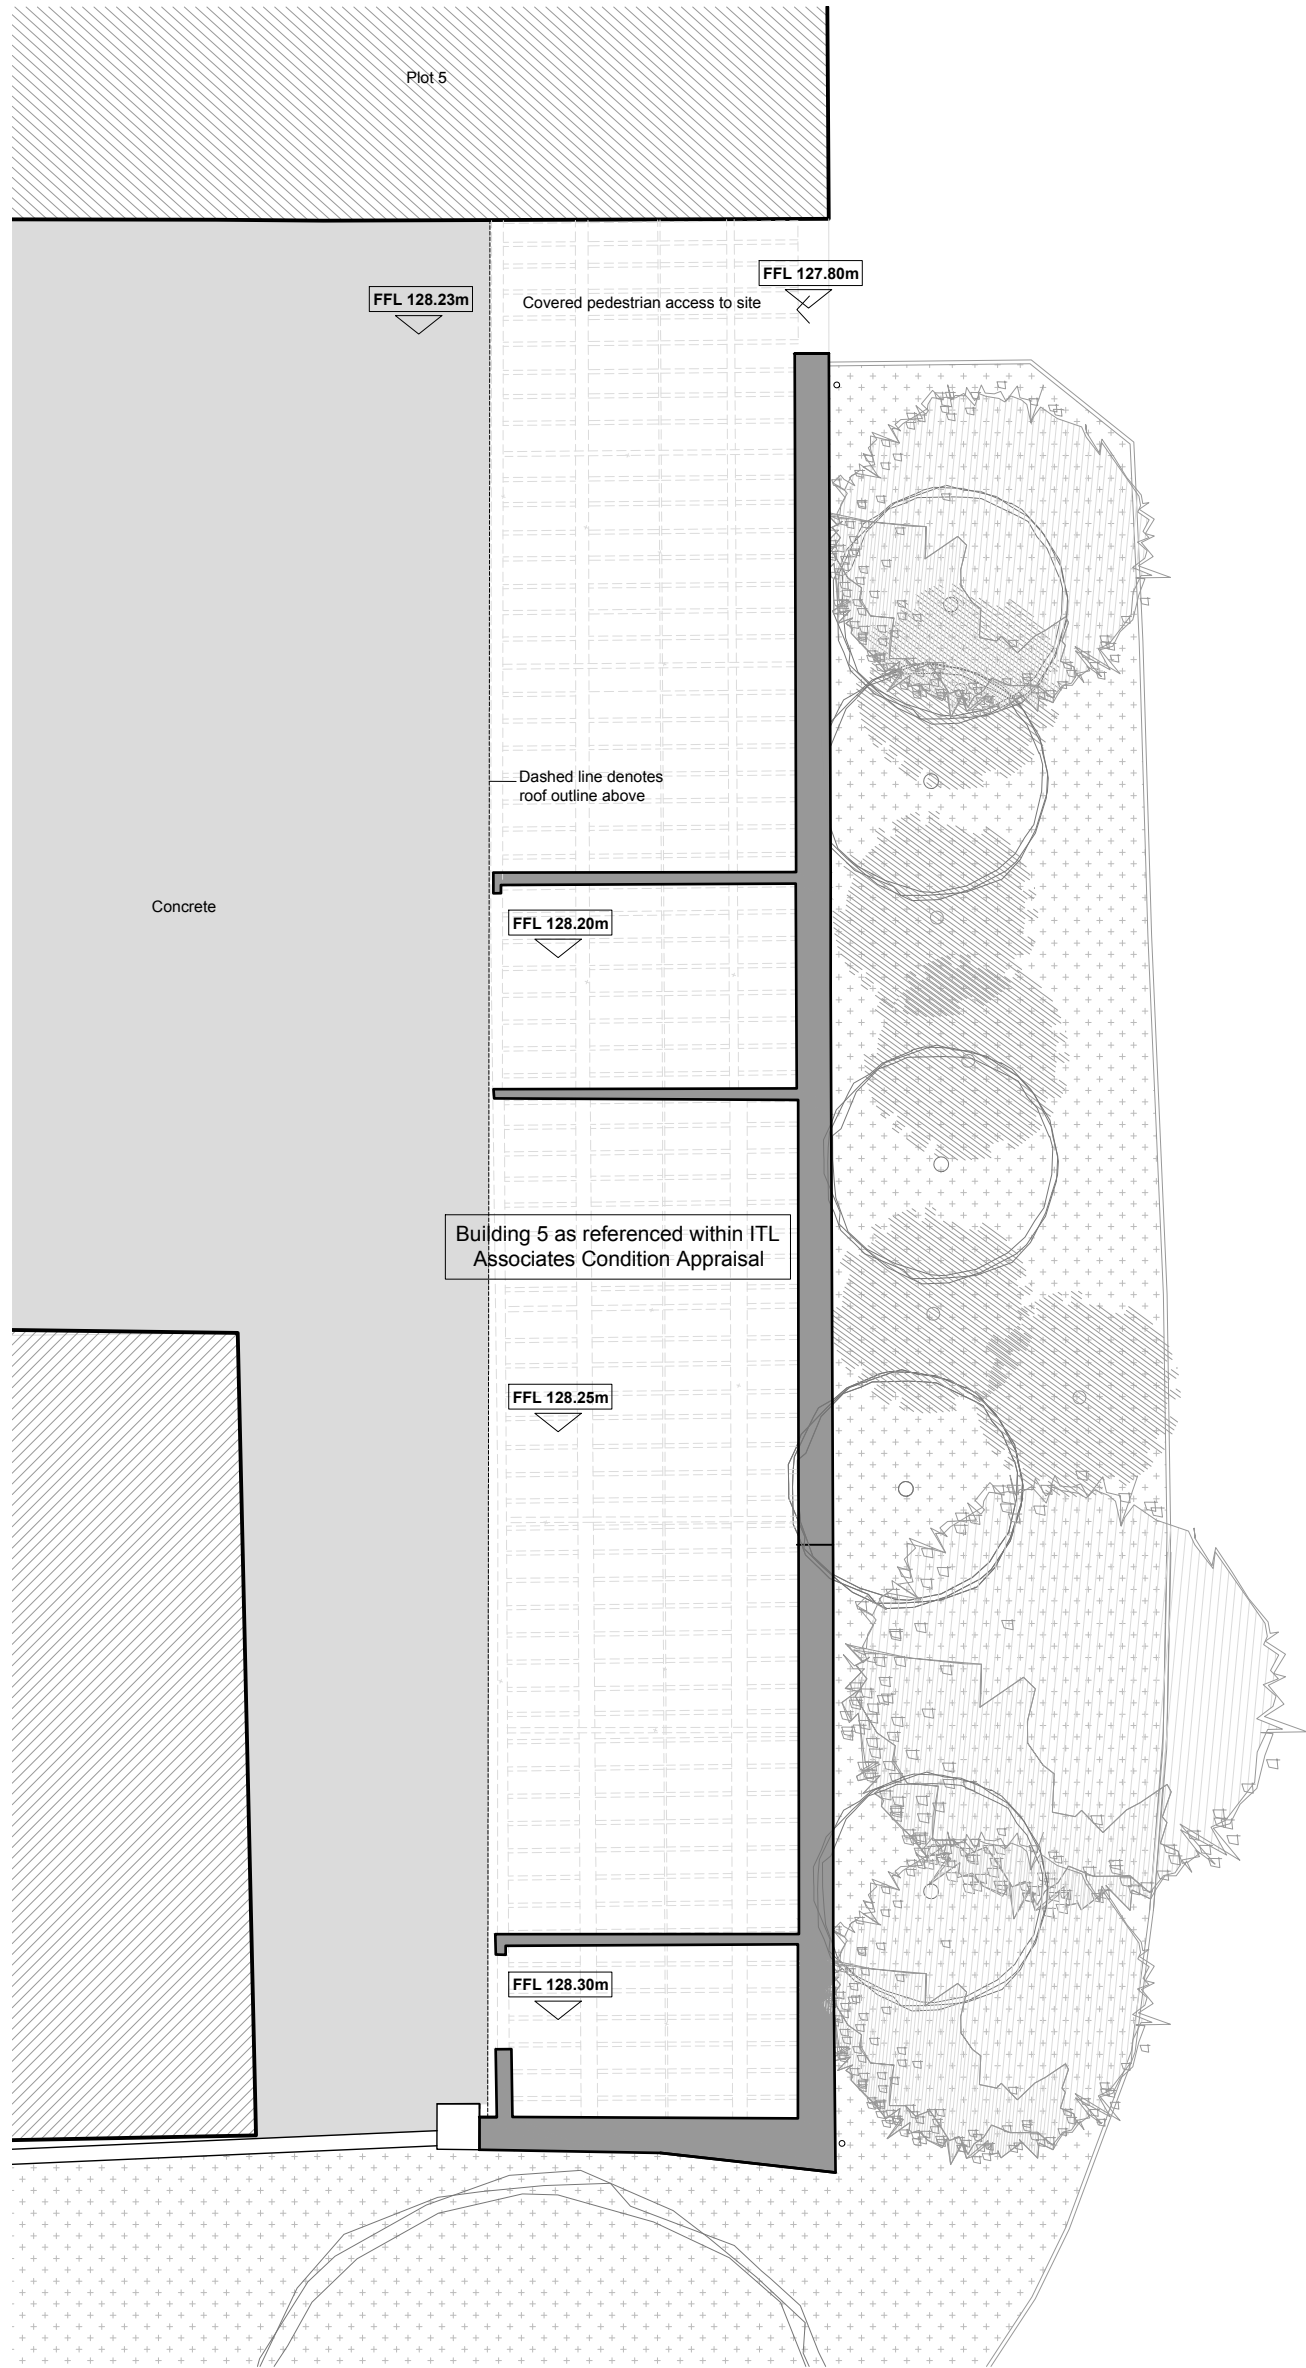 Plot 5
FFL 127.80m
FFL 128.23m
Covered pedestrian access to site
Dashed line denotes
roof outline above
Concrete
FFL 128.20m
Building 5 as referenced within ITL
Associates Condition Appraisal
FFL 128.25m
FFL 128.30m